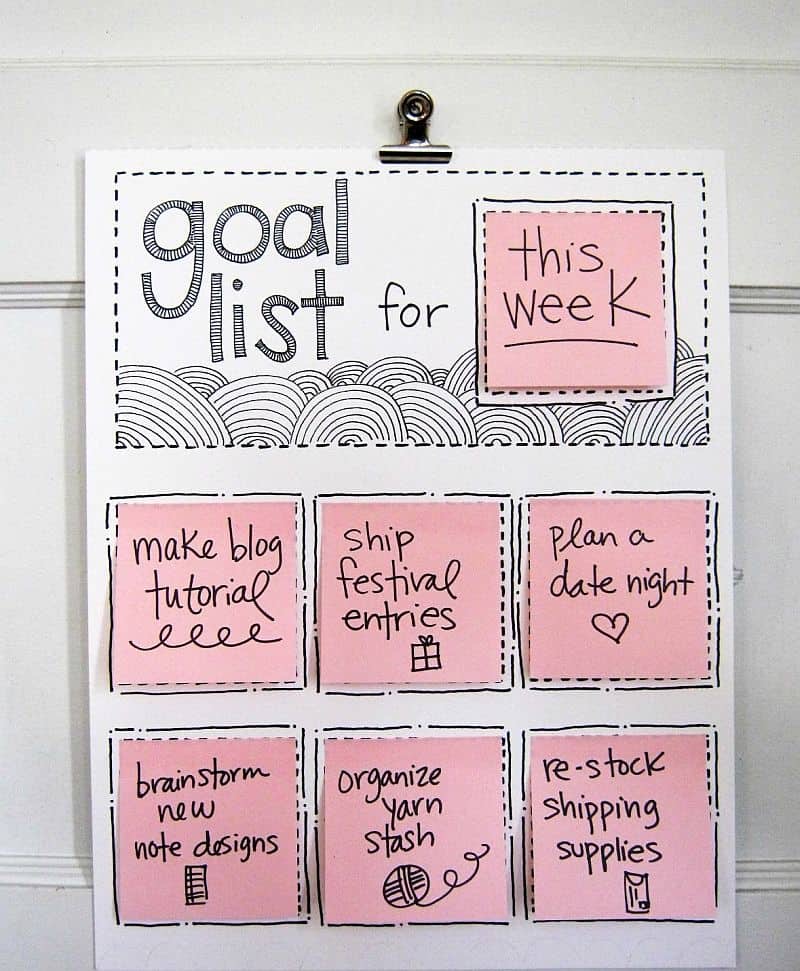 goal
list for
this
week
make blog
tutorial
ship
festival
entries
plan a
date night
brainstorm
new
note designs
organize
yarn
stash
re-stock
shipping
supplies